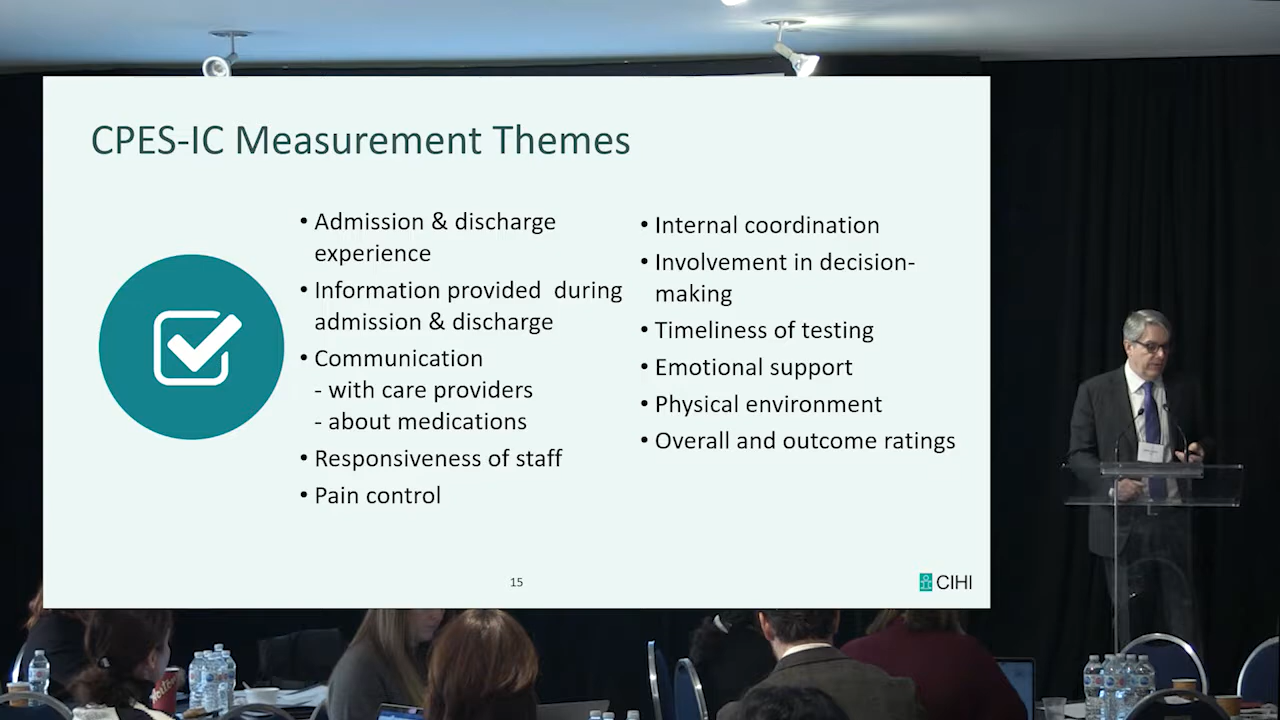 CPES-IC Measurement Themes
• Admission & discharge
experience
• Information provided during
admission & discharge
• Communication
- with care providers
- about medications
• Responsiveness of staff
• Pain control
• Internal coordination
• Involvement in decision-
making
• Timeliness of testing
• Emotional support
• Physical environment
• Overall and outcome ratings
15
CIHI